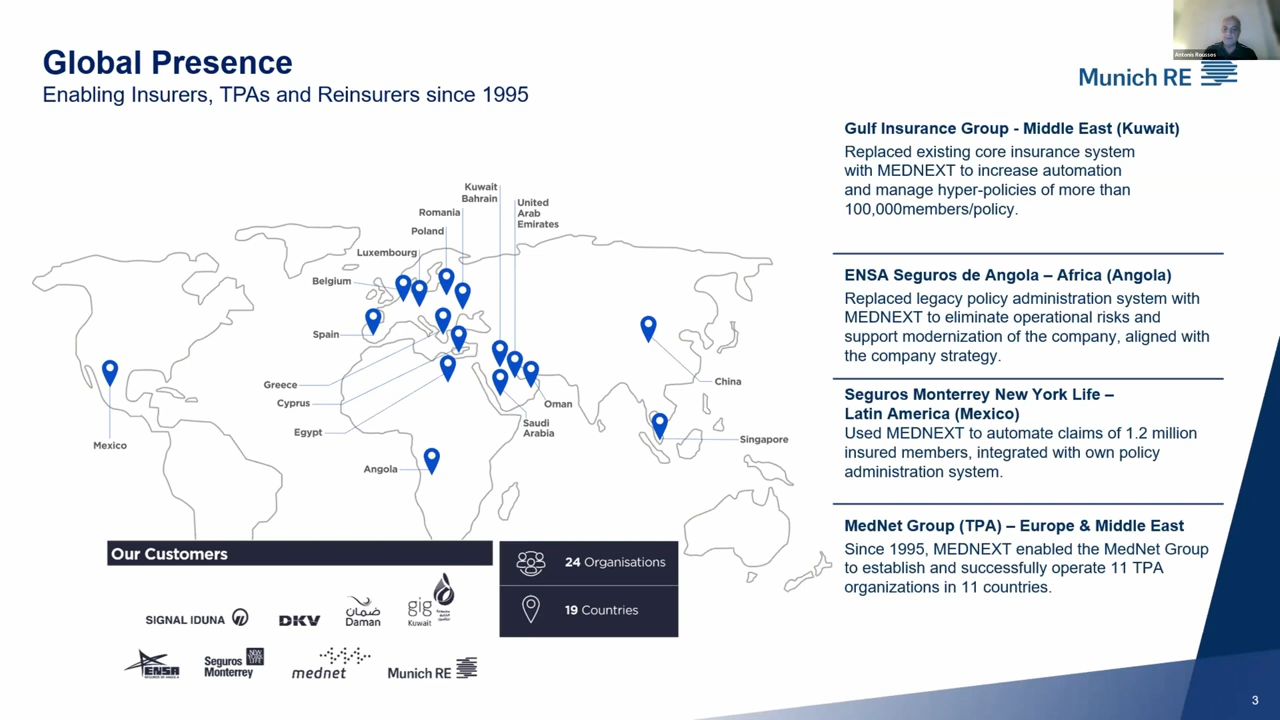 Antonis Roussos
Global Presence
Enabling Insurers, TPAs and Reinsurers since 1995
Munich RE
Kuwait
Bahrain
United
Arab
Emirates
Romania
Poland
Luxembourg
Belgium
Spain
Greece
Cyprus
Egypt
Angola
Mexico
Oman
Saudi
Arabia
China
Singapore
Gulf Insurance Group - Middle East (Kuwait)
Replaced existing core insurance system
with MEDNEXT to increase automation
and manage hyper-policies of more than
100,000members/policy.
ENSA Seguros de Angola – Africa (Angola)
Replaced legacy policy administration system with
MEDNEXT to eliminate operational risks and
support modernization of the company, aligned with
the company strategy.
Seguros Monterrey New York Life –
Latin America (Mexico)
Used MEDNEXT to automate claims of 1.2 million
insured members, integrated with own policy
administration system.
MedNet Group (TPA) – Europe & Middle East
Since 1995, MEDNEXT enabled the MedNet Group
to establish and successfully operate 11 TPA
organizations in 11 countries.
Our Customers
24 Organisations
19 Countries
SIGNAL IDUNA
DKV
ضمان
Daman
gig
Kuwait
ENSA
Seguros
Monterrey
NEW
YORK
LIFE
mednet
Munich RE
3